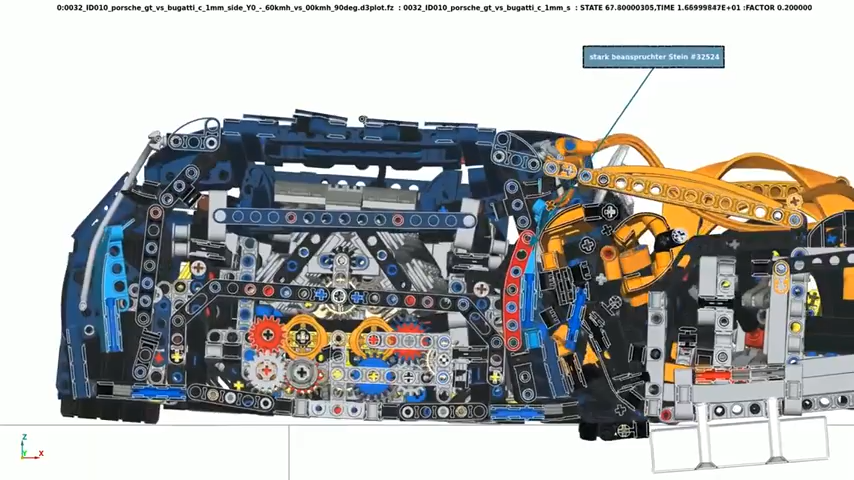 0:0032_ID010_porsche_gt_vs_bugatti_c_1mm_side_Y0_-_60kmh_vs_00kmh_90deg.d3plot.fz : 0032_ID010_porsche_gt_vs_bugatti_c_1mm_s : STATE 67.80000305,TIME 1.66999847E+01 :FACTOR 0.200000
stark beanspruchter Stein #32524
Z
Y X